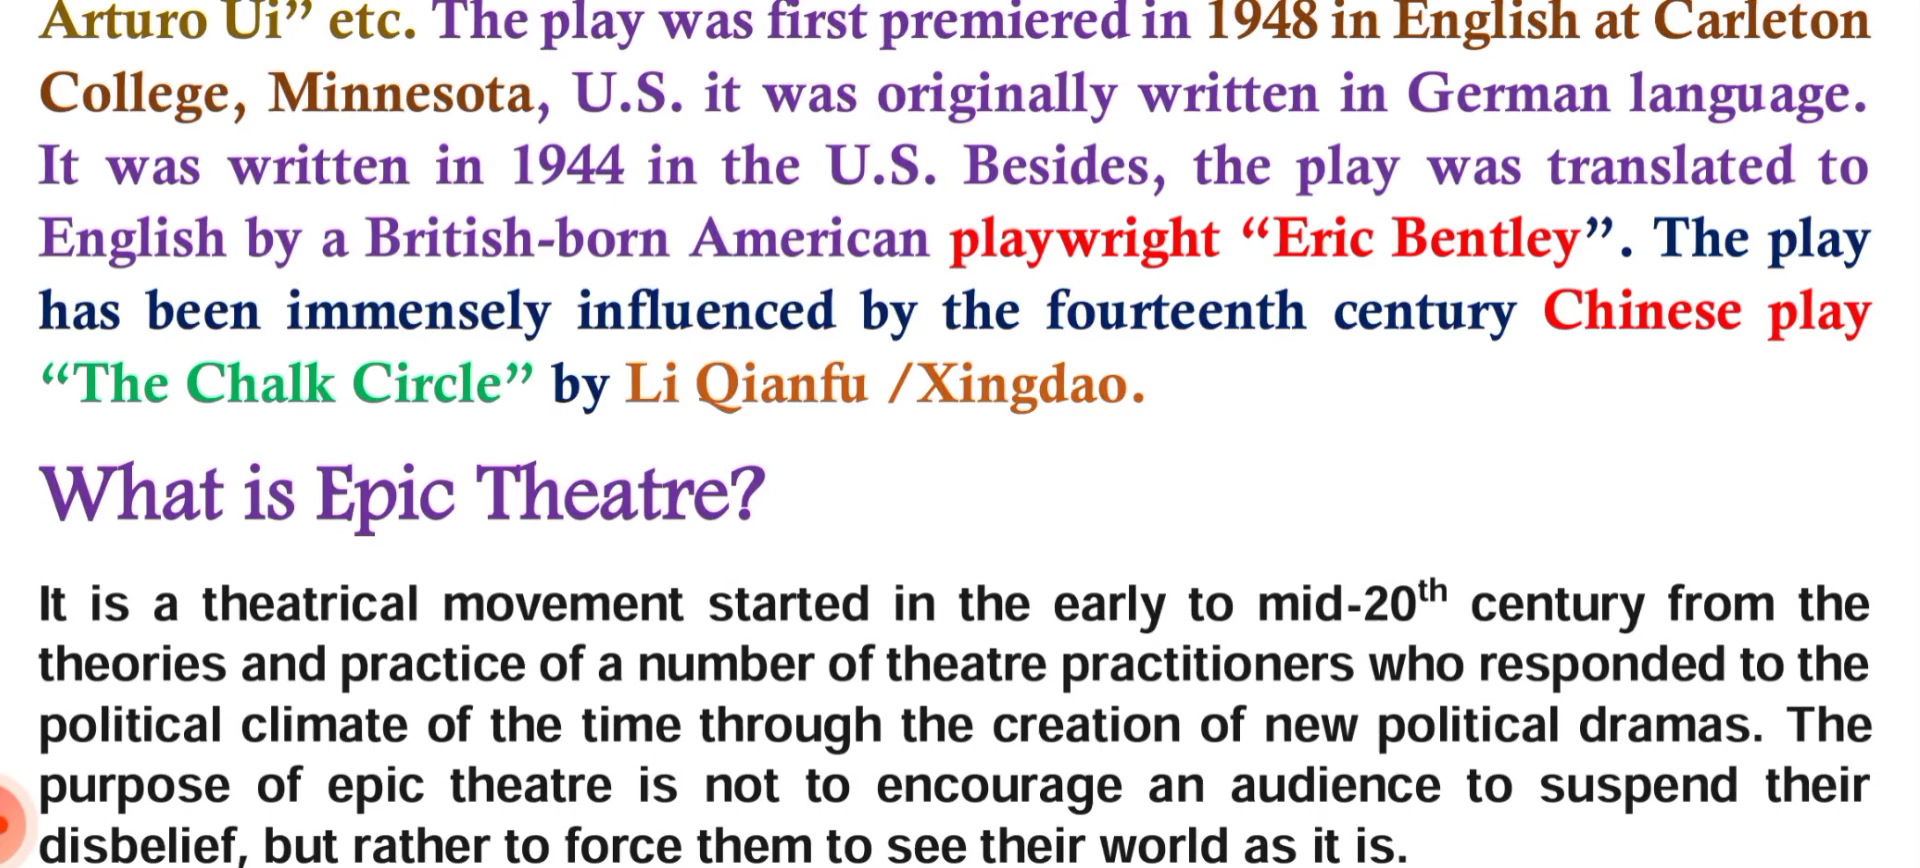 Arturo Ui” etc. The play was first premiered in 1948 in English at Carleton
College, Minnesota, U.S. it was originally written in German language.
It was written in 1944 in the U.S. Besides, the play was translated to
English by a British-born American playwright “Eric Bentley”. The play
has been immensely influenced by the fourteenth century Chinese play
“The Chalk Circle” by Li Qianfu /Xingdao.
What is Epic Theatre?
It is a theatrical movement started in the early to mid-20th century from the
theories and practice of a number of theatre practitioners who responded to the
political climate of the time through the creation of new political dramas. The
purpose of epic theatre is not to encourage an audience to suspend their
disbelief, but rather to force them to see their world as it is.